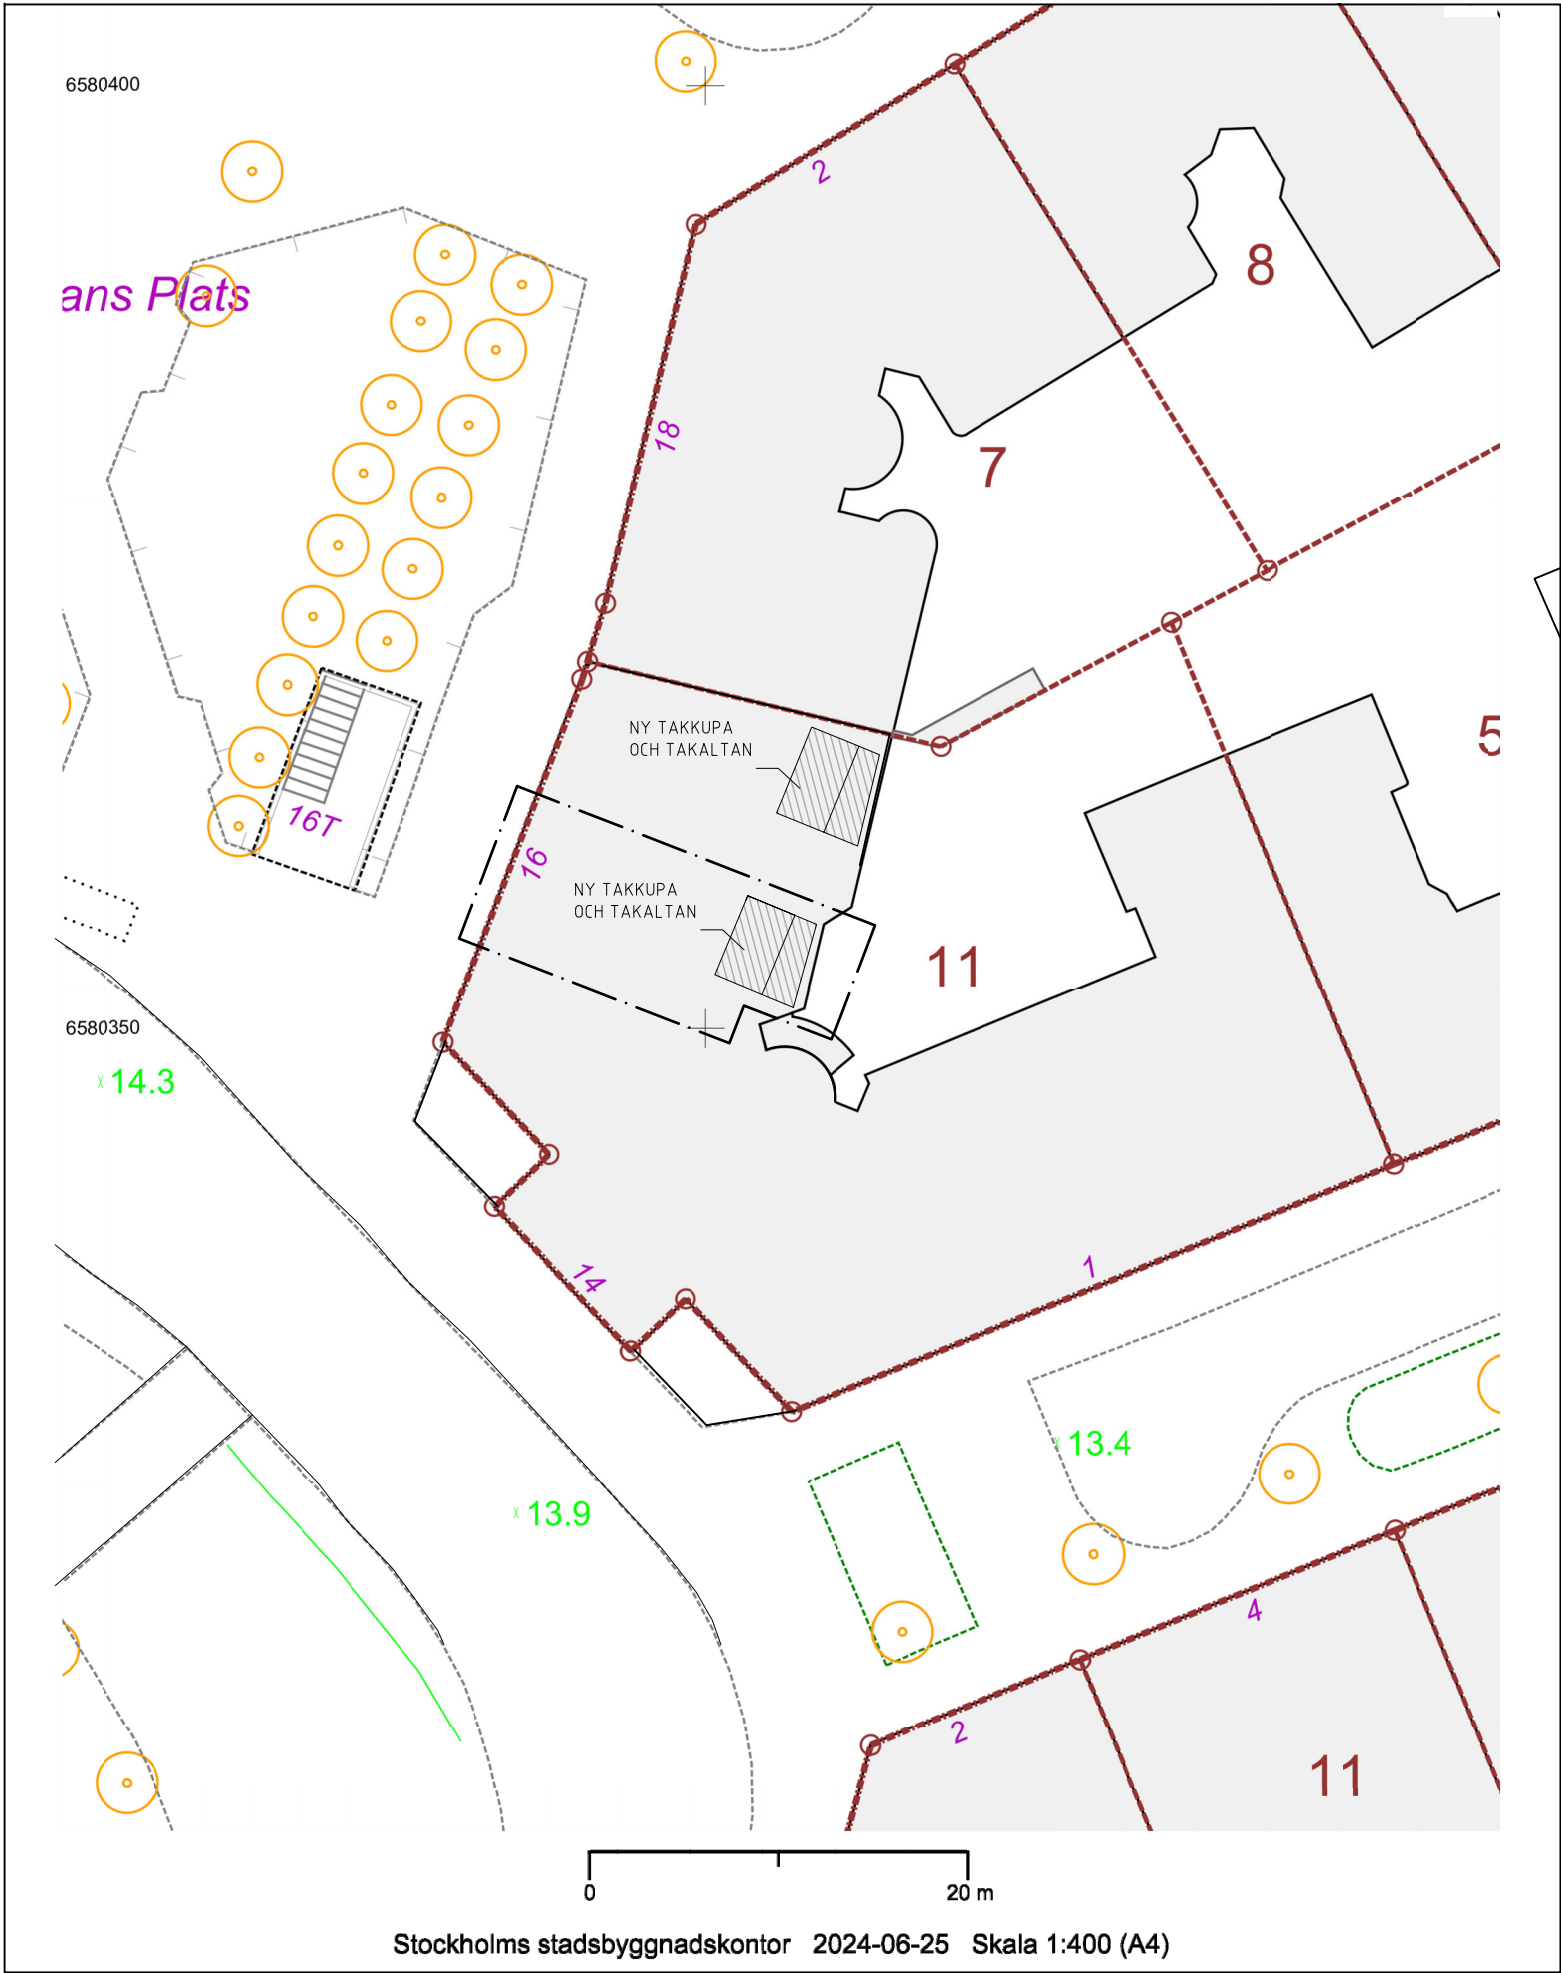 6580400
2
ans Plats
8
18
7
NY TAKKUPA
OCH TAKALTAN
5
16T
16
NY TAKKUPA
OCH TAKALTAN
11
6580350
x 14.3
14
1
x 13.4
x 13.9
4
2
11
0
20 m
Stockholms stadsbyggnadskontor 2024-06-25 Skala 1:400 (A4)